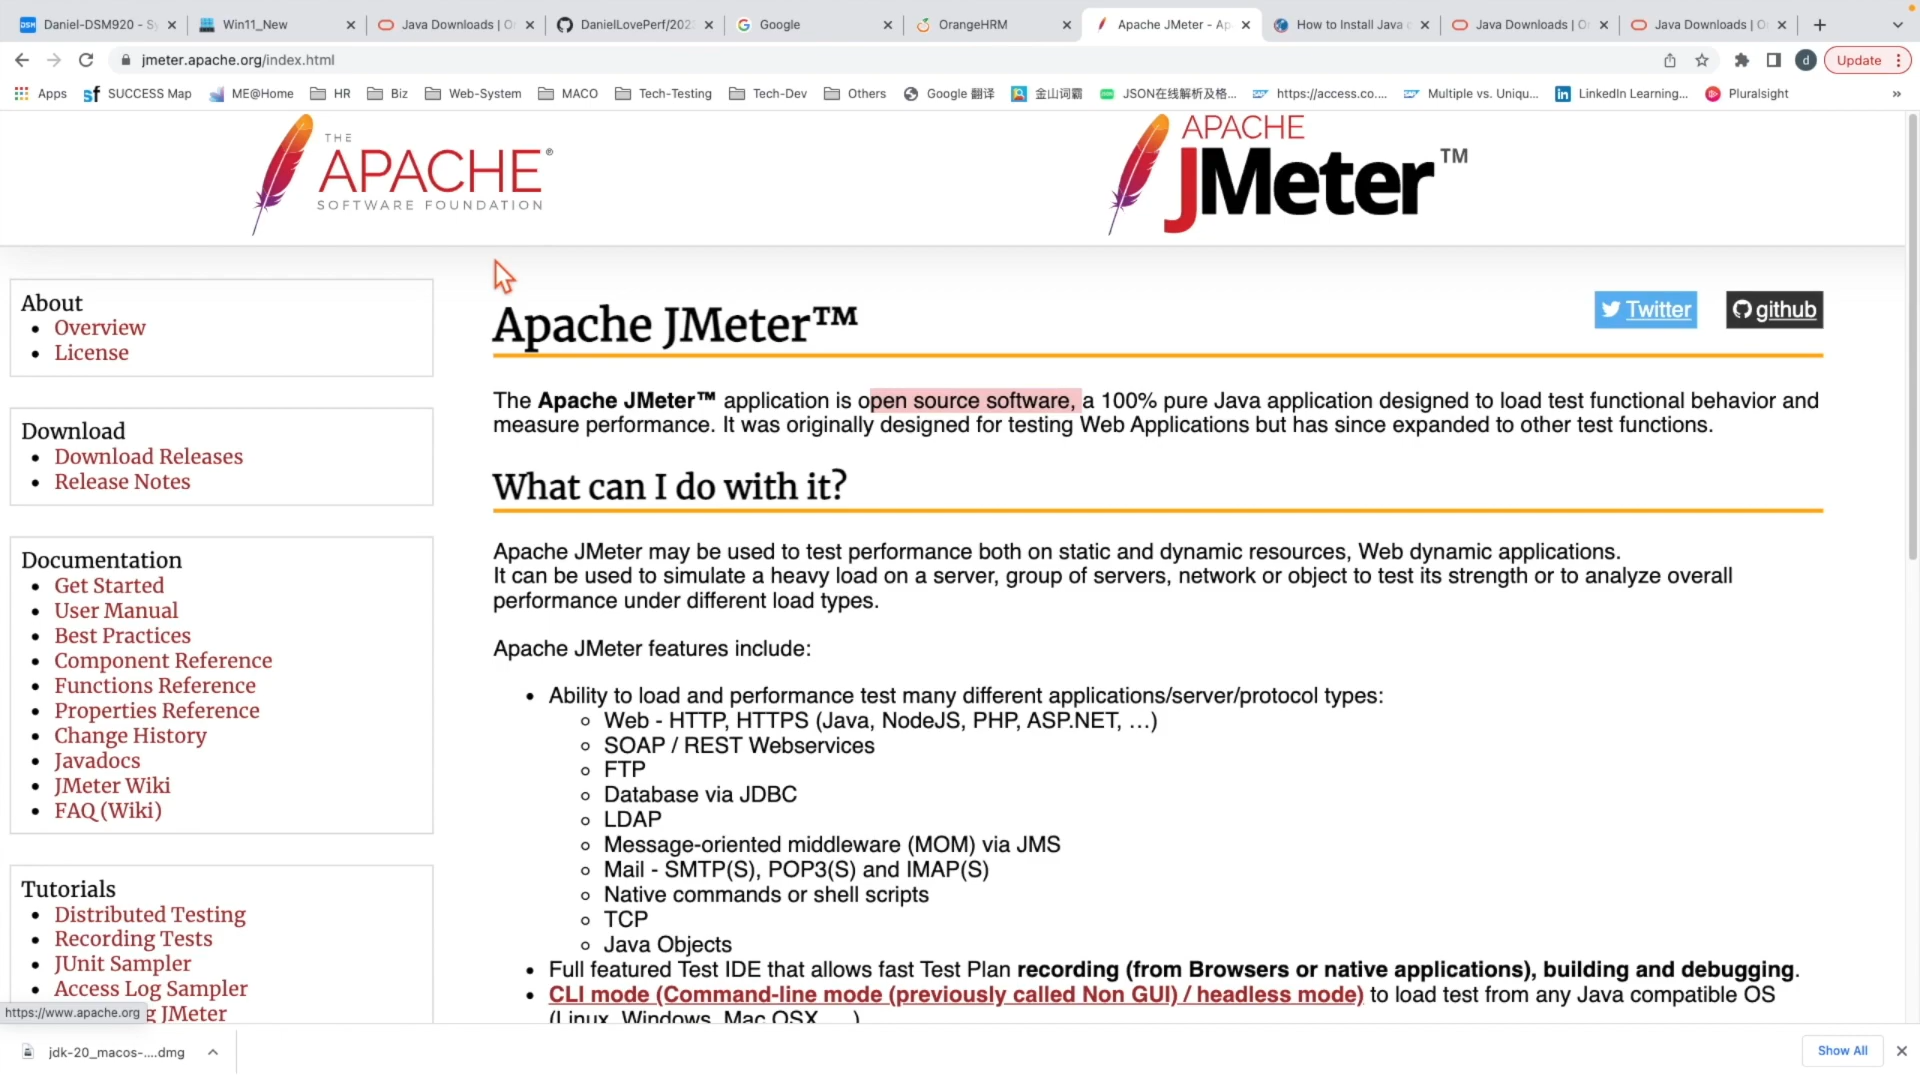 Daniel-DSM920 - Sy
Win11_New
Java Downloads | O
DanielLovePerf/202
Google
OrangeHRM
Apache JMeter - Ap
How to Install Java
Java Downloads | O
Java Downloads | O
jmeter.apache.org/index.html
d
Update
Apps
SUCCESS Map
ME@Home
HR
Biz
Web-System
MACO
Tech-Testing
Tech-Dev
Others
Google 翻译
金山词霸
JSON在线解析及格...
https://access.co....
Multiple vs. Uniqu...
LinkedIn Learning...
Pluralsight
»
THE
APACHE®
SOFTWARE FOUNDATION
APACHE
JMeter™
About
Overview
License
Download
Download Releases
Release Notes
Documentation
Get Started
User Manual
Best Practices
Component Reference
Functions Reference
Properties Reference
Change History
Javadocs
JMeter Wiki
FAQ (Wiki)
Tutorials
Distributed Testing
Recording Tests
JUnit Sampler
Access Log Sampler
g JMeter
https://www.apache.org
Apache JMeter™
Twitter
github
The Apache JMeter™ application is open source software, a 100% pure Java application designed to load test functional behavior and
measure performance. It was originally designed for testing Web Applications but has since expanded to other test functions.
What can I do with it?
Apache JMeter may be used to test performance both on static and dynamic resources, Web dynamic applications.
It can be used to simulate a heavy load on a server, group of servers, network or object to test its strength or to analyze overall
performance under different load types.
Apache JMeter features include:
Ability to load and performance test many different applications/server/protocol types:
Web - HTTP, HTTPS (Java, NodeJS, PHP, ASP.NET, …)
SOAP / REST Webservices
FTP
Database via JDBC
LDAP
Message-oriented middleware (MOM) via JMS
Mail - SMTP(S), POP3(S) and IMAP(S)
Native commands or shell scripts
TCP
Java Objects
Full featured Test IDE that allows fast Test Plan recording (from Browsers or native applications), building and debugging.
CLI mode (Command-line mode (previously called Non GUI) / headless mode) to load test from any Java compatible OS
(Linux, Windows, Mac OSX, …)
jdk-20_macos-....dmg
Show All